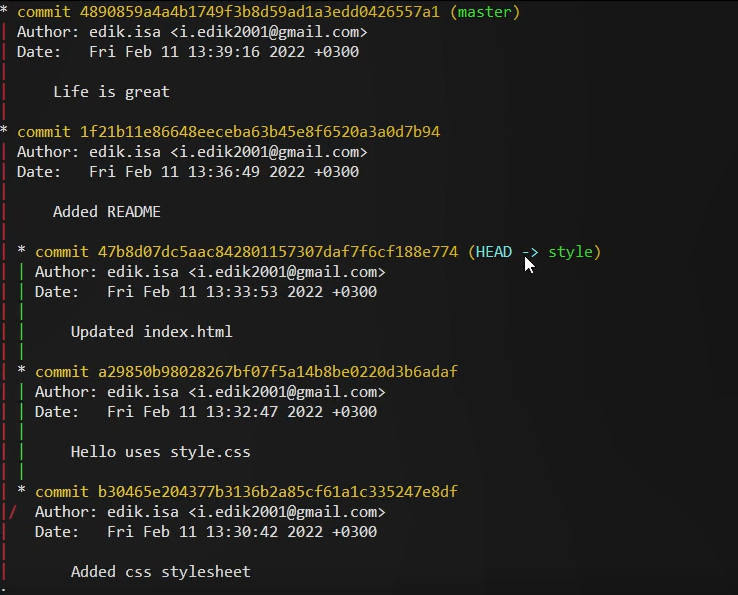 * commit 4890859a4a4b1749f3b8d59ad1a3edd0426557a1 (master)
| Author: edik.isa <i.edik2001@gmail.com>
| Date:   Fri Feb 11 13:39:16 2022 +0300
|
|     Life is great
|
* commit 1f21b11e86648eeceba63b45e8f6520a3a0d7b94
| Author: edik.isa <i.edik2001@gmail.com>
| Date:   Fri Feb 11 13:36:49 2022 +0300
|
|     Added README
|
| * commit 47b8d07dc5aac842801157307daf7f6cf188e774 (HEAD -> style)
| | Author: edik.isa <i.edik2001@gmail.com>
| | Date:   Fri Feb 11 13:33:53 2022 +0300
| |
| |     Updated index.html
| |
| * commit a29850b98028267bf07f5a14b8be0220d3b6adaf
| | Author: edik.isa <i.edik2001@gmail.com>
| | Date:   Fri Feb 11 13:32:47 2022 +0300
| |
| |     Hello uses style.css
| |
| * commit b30465e204377b3136b2a85cf61a1c335247e8df
|/  Author: edik.isa <i.edik2001@gmail.com>
|   Date:   Fri Feb 11 13:30:42 2022 +0300
|
|       Added css stylesheet